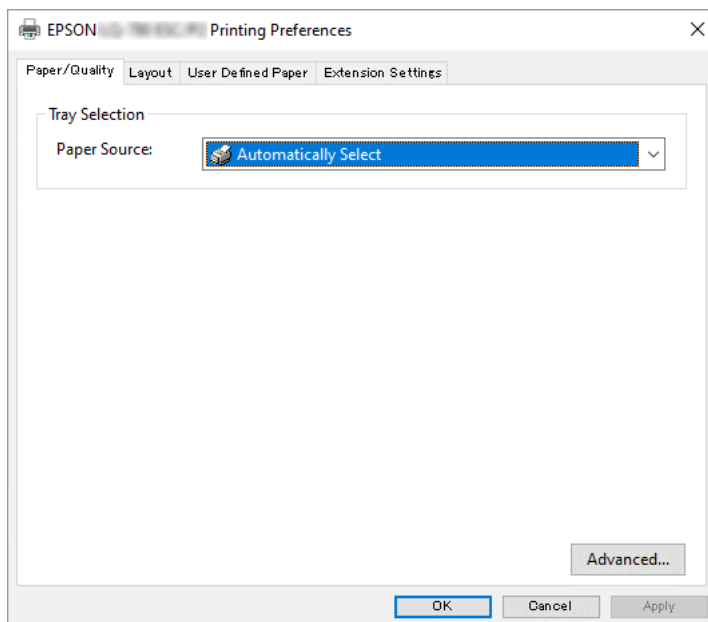 EPSON Printing Preferences
Paper/Quality Layout User Defined Paper Extension Settings
Tray Selection
Paper Source: Automatically Select
Advanced...
OK Cancel Apply